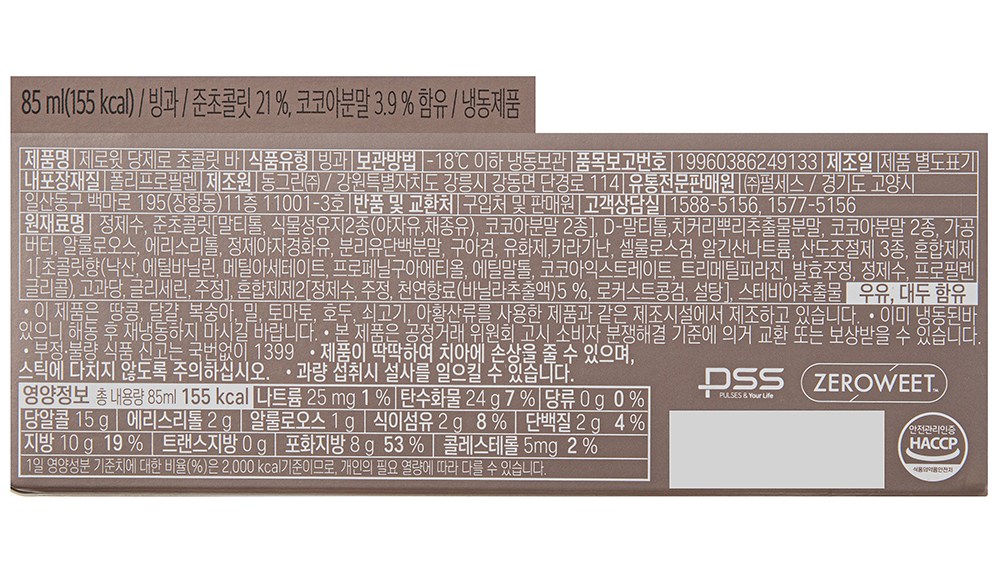 85 ml(155 kcal) / 빙과 / 준초콜릿 21 %, 코코아분말 3.9 % 함유 / 냉동제품
제품명 제로윗 당제로 초콜릿 바 식품유형 빙과 보관방법 -18℃ 이하 냉동보관 품목보고번호 19960386249133 제조일 제품 별도표기
내포장재질 폴리프로필렌 제조원 동그린(주) / 강원특별자치도 강릉시 강동면 단경로 114 유통전문판매원 (주)펄세스 / 경기도 고양시
일산동구 백마로 195(장항동)11층 11001-3호 반품 및 교환처 구입처 및 판매원 고객상담실 1588-5156, 1577-5156
원재료명 정제수, 준초콜릿[말티톨, 식물성유지2종(야자유,채종유), 코코아분말 2종], D-말티톨,치커리뿌리추출물분말, 코코아분말 2종, 가공
버터, 알룰로오스, 에리스리톨, 정제야자경화유, 분리유단백분말, 구아검, 유화제,카라기난, 셀룰로스검, 알긴산나트륨, 산도조절제 3종, 혼합제제
1[초콜릿향(낙산, 에틸바닐린, 메틸아세테이트, 프로페닐구아에티올, 에틸말톨, 코코아익스트레이트, 트리메틸피라진, 발효주정, 정제수, 프로필렌
글리콜), 고과당, 글리세린, 주정], 혼합제제2[정제수, 주정, 천연향료(바닐라추출액)5 %, 로커스트콩검, 설탕], 스테비아추출물 우유, 대두 함유
• 이 제품은 땅콩, 달걀, 복숭아, 밀, 토마토, 호두, 쇠고기, 아황산류를 사용한 제품과 같은 제조시설에서 제조하고 있습니다. • 이미 냉동된바
있으니 해동 후 재냉동하지 마시길 바랍니다. • 본 제품은 공정거래 위원회 고시 소비자 분쟁해결 기준에 의거 교환 또는 보상받을 수 있습니다.
• 부정·불량 식품 신고는 국번없이 1399 • 제품이 딱딱하여 치아에 손상을 줄 수 있으며,
스틱에 다치지 않도록 주의하십시오. • 과량 섭취시 설사를 일으킬 수 있습니다.
영양정보 총 내용량 85ml 155 kcal 나트륨 25 mg 1 % 탄수화물 24 g 7 % 당류 0 g 0 %
당알콜 15 g 에리스리톨 2 g 알룰로오스 1 g 식이섬유 2 g 8 % 단백질 2 g 4 %
지방 10 g 19 % 트랜스지방 0 g 포화지방 8 g 53 % 콜레스테롤 5mg 2 %
1일 영양성분 기준치에 대한 비율(%)은 2,000 kcal기준이므로, 개인의 필요 열량에 따라 다를 수 있습니다.
PSS
PULSES & Your Life
ZEROWEET.
안전관리인증
HACCP
식품의약품안전처